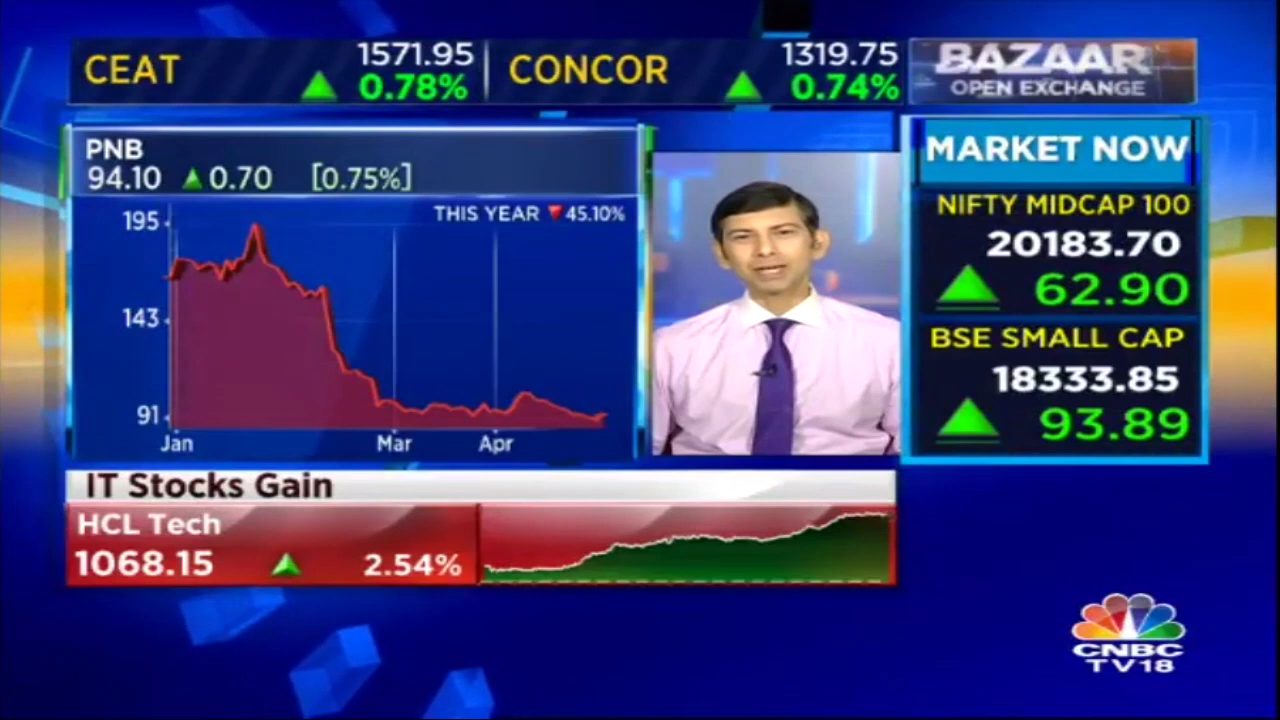 CEAT
1571.95
▲ 0.78%
CONCOR
1319.75
▲ 0.74%
BAZAAR
OPEN EXCHANGE
PNB
94.10 ▲ 0.70 [0.75%]
THIS YEAR ▼ 45.10%
195
143
91
Jan Mar Apr
MARKET NOW
NIFTY MIDCAP 100
20183.70
▲ 62.90
BSE SMALL CAP
18333.85
▲ 93.89
IT Stocks Gain
HCL Tech
1068.15 ▲ 2.54%
CNBC
TV18